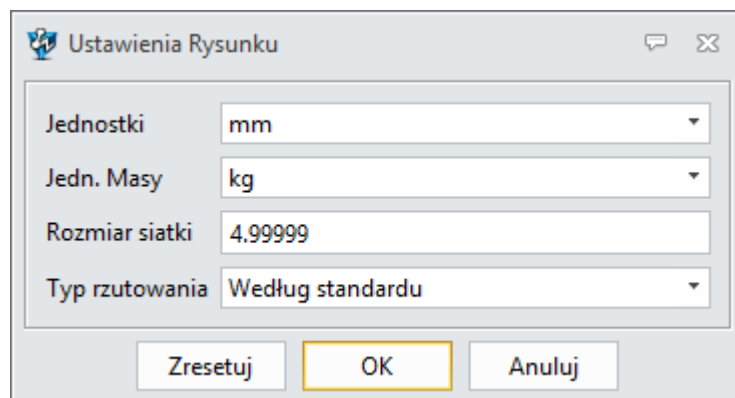 Ustawienia Rysunku
Jednostki mm
Jedn. Masy kg
Rozmiar siatki 4.99999
Typ rzutowania Według standardu
Zresetuj OK Anuluj